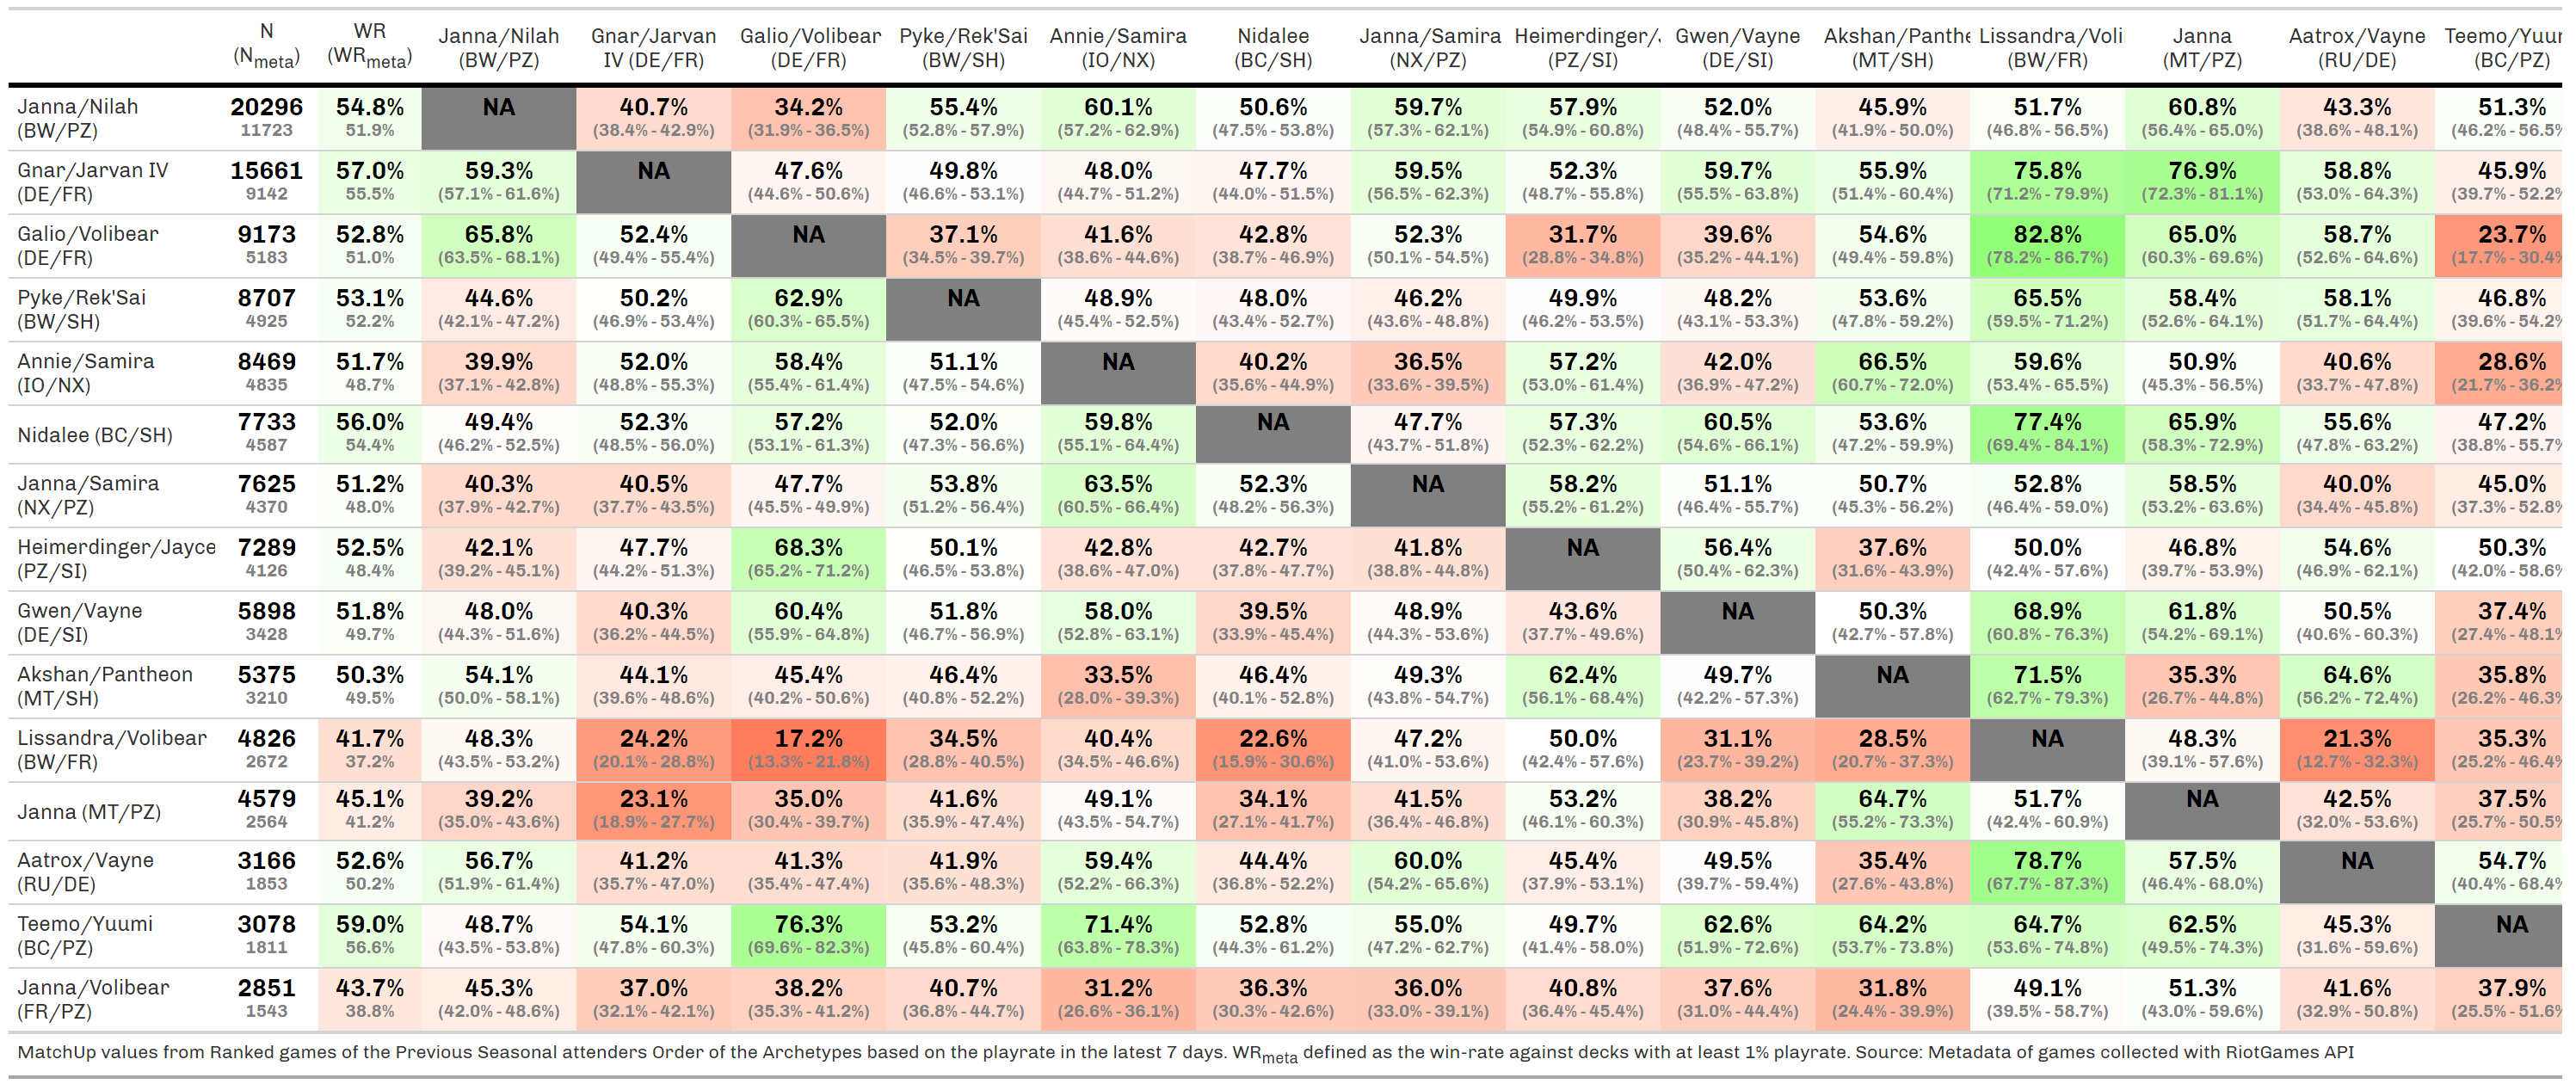 N WR Janna/Nilah Gnar/Jarvan Galio/Volibear Pyke/Rek'Sai Annie/Samira Nidalee Janna/Samira Heimerdinger/J Gwen/Vayne Akshan/Panthe Lissandra/Voli Janna Aatrox/Vayne Teemo/Yuur
(Nmeta) (WRmeta) (BW/PZ) IV (DE/FR) (DE/FR) (BW/SH) (IO/NX) (BC/SH) (NX/PZ) (PZ/SI) (DE/SI) (MT/SH) (BW/FR) (MT/PZ) (RU/DE) (BC/PZ)
Janna/Nilah 20296 54.8% NA 40.7% 34.2% 55.4% 60.1% 50.6% 59.7% 57.9% 52.0% 45.9% 51.7% 60.8% 43.3% 51.3%
(BW/PZ) 11723 51.9% (38.4% - 42.9%) (31.9% - 36.5%) (52.8% - 57.9%) (57.2% - 62.9%) (47.5% - 53.8%) (57.3% - 62.1%) (54.9% - 60.8%) (48.4% - 55.7%) (41.9% - 50.0%) (46.8% - 56.5%) (56.4% - 65.0%) (38.6% - 48.1%) (46.2% - 56.5%
Gnar/Jarvan IV 15661 57.0% 59.3% NA 47.6% 49.8% 48.0% 47.7% 59.5% 52.3% 59.7% 55.9% 75.8% 76.9% 58.8% 45.9%
(DE/FR) 9142 55.5% (57.1% - 61.6%) (44.6% - 50.6%) (46.6% - 53.1%) (44.7% - 51.2%) (44.0% - 51.5%) (56.5% - 62.3%) (48.7% - 55.8%) (55.5% - 63.8%) (51.4% - 60.4%) (71.2% - 79.9%) (72.3% - 81.1%) (53.0% - 64.3%) (39.7% - 52.2%
Galio/Volibear 9173 52.8% 65.8% 52.4% NA 37.1% 41.6% 42.8% 52.3% 31.7% 39.6% 54.6% 82.8% 65.0% 58.7% 23.7%
(DE/FR) 5183 51.0% (63.5% - 68.1%) (49.4% - 55.4%) (34.5% - 39.7%) (38.6% - 44.6%) (38.7% - 46.9%) (50.1% - 54.5%) (28.8% - 34.8%) (35.2% - 44.1%) (49.4% - 59.8%) (78.2% - 86.7%) (60.3% - 69.6%) (52.6% - 64.6%) (17.7% - 30.4%
Pyke/Rek'Sai 8707 53.1% 44.6% 50.2% 62.9% NA 48.9% 48.0% 46.2% 49.9% 48.2% 53.6% 65.5% 58.4% 58.1% 46.8%
(BW/SH) 4925 52.2% (42.1% - 47.2%) (46.9% - 53.4%) (60.3% - 65.5%) (45.4% - 52.5%) (43.4% - 52.7%) (43.6% - 48.8%) (46.2% - 53.5%) (43.1% - 53.3%) (47.8% - 59.2%) (59.5% - 71.2%) (52.6% - 64.1%) (51.7% - 64.4%) (39.6% - 54.2%
Annie/Samira 8469 51.7% 39.9% 52.0% 58.4% 51.1% NA 40.2% 36.5% 57.2% 42.0% 66.5% 59.6% 50.9% 40.6% 28.6%
(IO/NX) 4835 48.7% (37.1% - 42.8%) (48.8% - 55.3%) (55.4% - 61.4%) (47.5% - 54.6%) (35.6% - 44.9%) (33.6% - 39.5%) (53.0% - 61.4%) (36.9% - 47.2%) (60.7% - 72.0%) (53.4% - 65.5%) (45.3% - 56.5%) (33.7% - 47.8%) (21.7% - 36.2%
Nidalee (BC/SH) 7733 56.0% 49.4% 52.3% 57.2% 52.0% 59.8% NA 47.7% 57.3% 60.5% 53.6% 77.4% 65.9% 55.6% 47.2%
4587 54.4% (46.2% - 52.5%) (48.5% - 56.0%) (53.1% - 61.3%) (47.3% - 56.6%) (55.1% - 64.4%) (43.7% - 51.8%) (52.3% - 62.2%) (54.6% - 66.1%) (47.2% - 59.9%) (69.4% - 84.1%) (58.3% - 72.9%) (47.8% - 63.2%) (38.8% - 55.7%
Janna/Samira 7625 51.2% 40.3% 40.5% 47.7% 53.8% 63.5% 52.3% NA 58.2% 51.1% 50.7% 52.8% 58.5% 40.0% 45.0%
(NX/PZ) 4370 48.0% (37.9% - 42.7%) (37.7% - 43.5%) (45.5% - 49.9%) (51.2% - 56.4%) (60.5% - 66.4%) (48.2% - 56.3%) (55.2% - 61.2%) (46.4% - 55.7%) (45.3% - 56.2%) (46.4% - 59.0%) (53.2% - 63.6%) (34.4% - 45.8%) (37.3% - 52.8%
Heimerdinger/Jayce 7289 52.5% 42.1% 47.7% 68.3% 50.1% 42.8% 42.7% 41.8% NA 56.4% 37.6% 50.0% 46.8% 54.6% 50.3%
(PZ/SI) 4126 48.4% (39.2% - 45.1%) (44.2% - 51.3%) (65.2% - 71.2%) (46.5% - 53.8%) (38.6% - 47.0%) (37.8% - 47.7%) (38.8% - 44.8%) (50.4% - 62.3%) (31.6% - 43.9%) (42.4% - 57.6%) (39.7% - 53.9%) (46.9% - 62.1%) (42.0% - 58.6%
Gwen/Vayne 5898 51.8% 48.0% 40.3% 60.4% 51.8% 58.0% 39.5% 48.9% 43.6% NA 50.3% 68.9% 61.8% 50.5% 37.4%
(DE/SI) 3428 49.7% (44.3% - 51.6%) (36.2% - 44.5%) (55.9% - 64.8%) (46.7% - 56.9%) (52.8% - 63.1%) (33.9% - 45.4%) (44.3% - 53.6%) (37.7% - 49.6%) (42.7% - 57.8%) (60.8% - 76.3%) (54.2% - 69.1%) (40.6% - 60.3%) (27.4% - 48.1%
Akshan/Pantheon 5375 50.3% 54.1% 44.1% 45.4% 46.4% 33.5% 46.4% 49.3% 62.4% 49.7% NA 71.5% 35.3% 64.6% 35.8%
(MT/SH) 3210 49.5% (50.0% - 58.1%) (39.6% - 48.6%) (40.2% - 50.6%) (40.8% - 52.2%) (28.0% - 39.3%) (40.1% - 52.8%) (43.8% - 54.7%) (56.1% - 68.4%) (42.2% - 57.3%) (62.7% - 79.3%) (26.7% - 44.8%) (56.2% - 72.4%) (26.2% - 46.3%
Lissandra/Volibear 4826 41.7% 48.3% 24.2% 17.2% 34.5% 40.4% 22.6% 47.2% 50.0% 31.1% 28.5% NA 48.3% 21.3% 35.3%
(BW/FR) 2672 37.2% (43.5% - 53.2%) (20.1% - 28.8%) (13.3% - 21.8%) (28.8% - 40.5%) (34.5% - 46.6%) (15.9% - 30.6%) (41.0% - 53.6%) (42.4% - 57.6%) (23.7% - 39.2%) (20.7% - 37.3%) (39.1% - 57.6%) (12.7% - 32.3%) (25.2% - 46.4%
Janna (MT/PZ) 4579 45.1% 39.2% 23.1% 35.0% 41.6% 49.1% 34.1% 41.5% 53.2% 38.2% 64.7% 51.7% NA 42.5% 37.5%
2564 41.2% (35.0% - 43.6%) (18.9% - 27.7%) (30.4% - 39.7%) (35.9% - 47.4%) (43.5% - 54.7%) (27.1% - 41.7%) (36.4% - 46.8%) (46.1% - 60.3%) (30.9% - 45.8%) (55.2% - 73.3%) (42.4% - 60.9%) (32.0% - 53.6%) (25.7% - 50.5%
Aatrox/Vayne 3166 52.6% 56.7% 41.2% 41.3% 41.9% 59.4% 44.4% 60.0% 45.4% 49.5% 35.4% 78.7% 57.5% NA 54.7%
(RU/DE) 1853 50.2% (51.9% - 61.4%) (35.7% - 47.0%) (35.4% - 47.4%) (35.6% - 48.3%) (52.2% - 66.3%) (36.8% - 52.2%) (54.2% - 65.6%) (37.9% - 53.1%) (39.7% - 59.4%) (27.6% - 43.8%) (67.7% - 87.3%) (46.4% - 68.0%) (40.4% - 68.4%
Teemo/Yuumi 3078 59.0% 48.7% 54.1% 76.3% 53.2% 71.4% 52.8% 55.0% 49.7% 62.6% 64.2% 64.7% 62.5% 45.3% NA
(BC/PZ) 1811 56.6% (43.5% - 53.8%) (47.8% - 60.3%) (69.6% - 82.3%) (45.8% - 60.4%) (63.8% - 78.3%) (44.3% - 61.2%) (47.2% - 62.7%) (41.4% - 58.0%) (51.9% - 72.6%) (53.7% - 73.8%) (53.6% - 74.8%) (49.5% - 74.3%) (31.6% - 59.6%)
Janna/Volibear 2851 43.7% 45.3% 37.0% 38.2% 40.7% 31.2% 36.3% 36.0% 40.8% 37.6% 31.8% 49.1% 51.3% 41.6% 37.9%
(FR/PZ) 1543 38.8% (42.0% - 48.6%) (32.1% - 42.1%) (35.3% - 41.2%) (36.8% - 44.7%) (26.6% - 36.1%) (30.3% - 42.6%) (33.0% - 39.1%) (36.4% - 45.4%) (31.0% - 44.4%) (24.4% - 39.9%) (39.5% - 58.7%) (43.0% - 59.6%) (32.9% - 50.8%) (25.5% - 51.6%
MatchUp values from Ranked games of the Previous Seasonal attenders Order of the Archetypes based on the playrate in the latest 7 days. WRmeta defined as the win-rate against decks with at least 1% playrate. Source: Metadata of games collected with RiotGames API